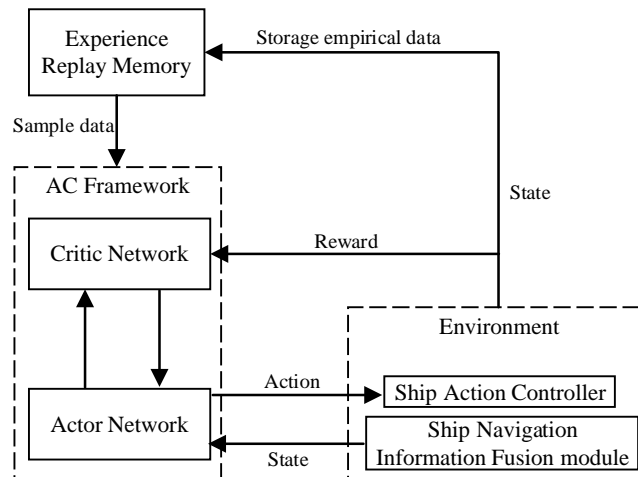 Experience
Replay Memory
Storage empirical data
Sample data
AC Framework
State
Critic Network
Reward
Environment
Action
Ship Action Controller
Actor Network
Ship Navigation
Information Fusion module
State